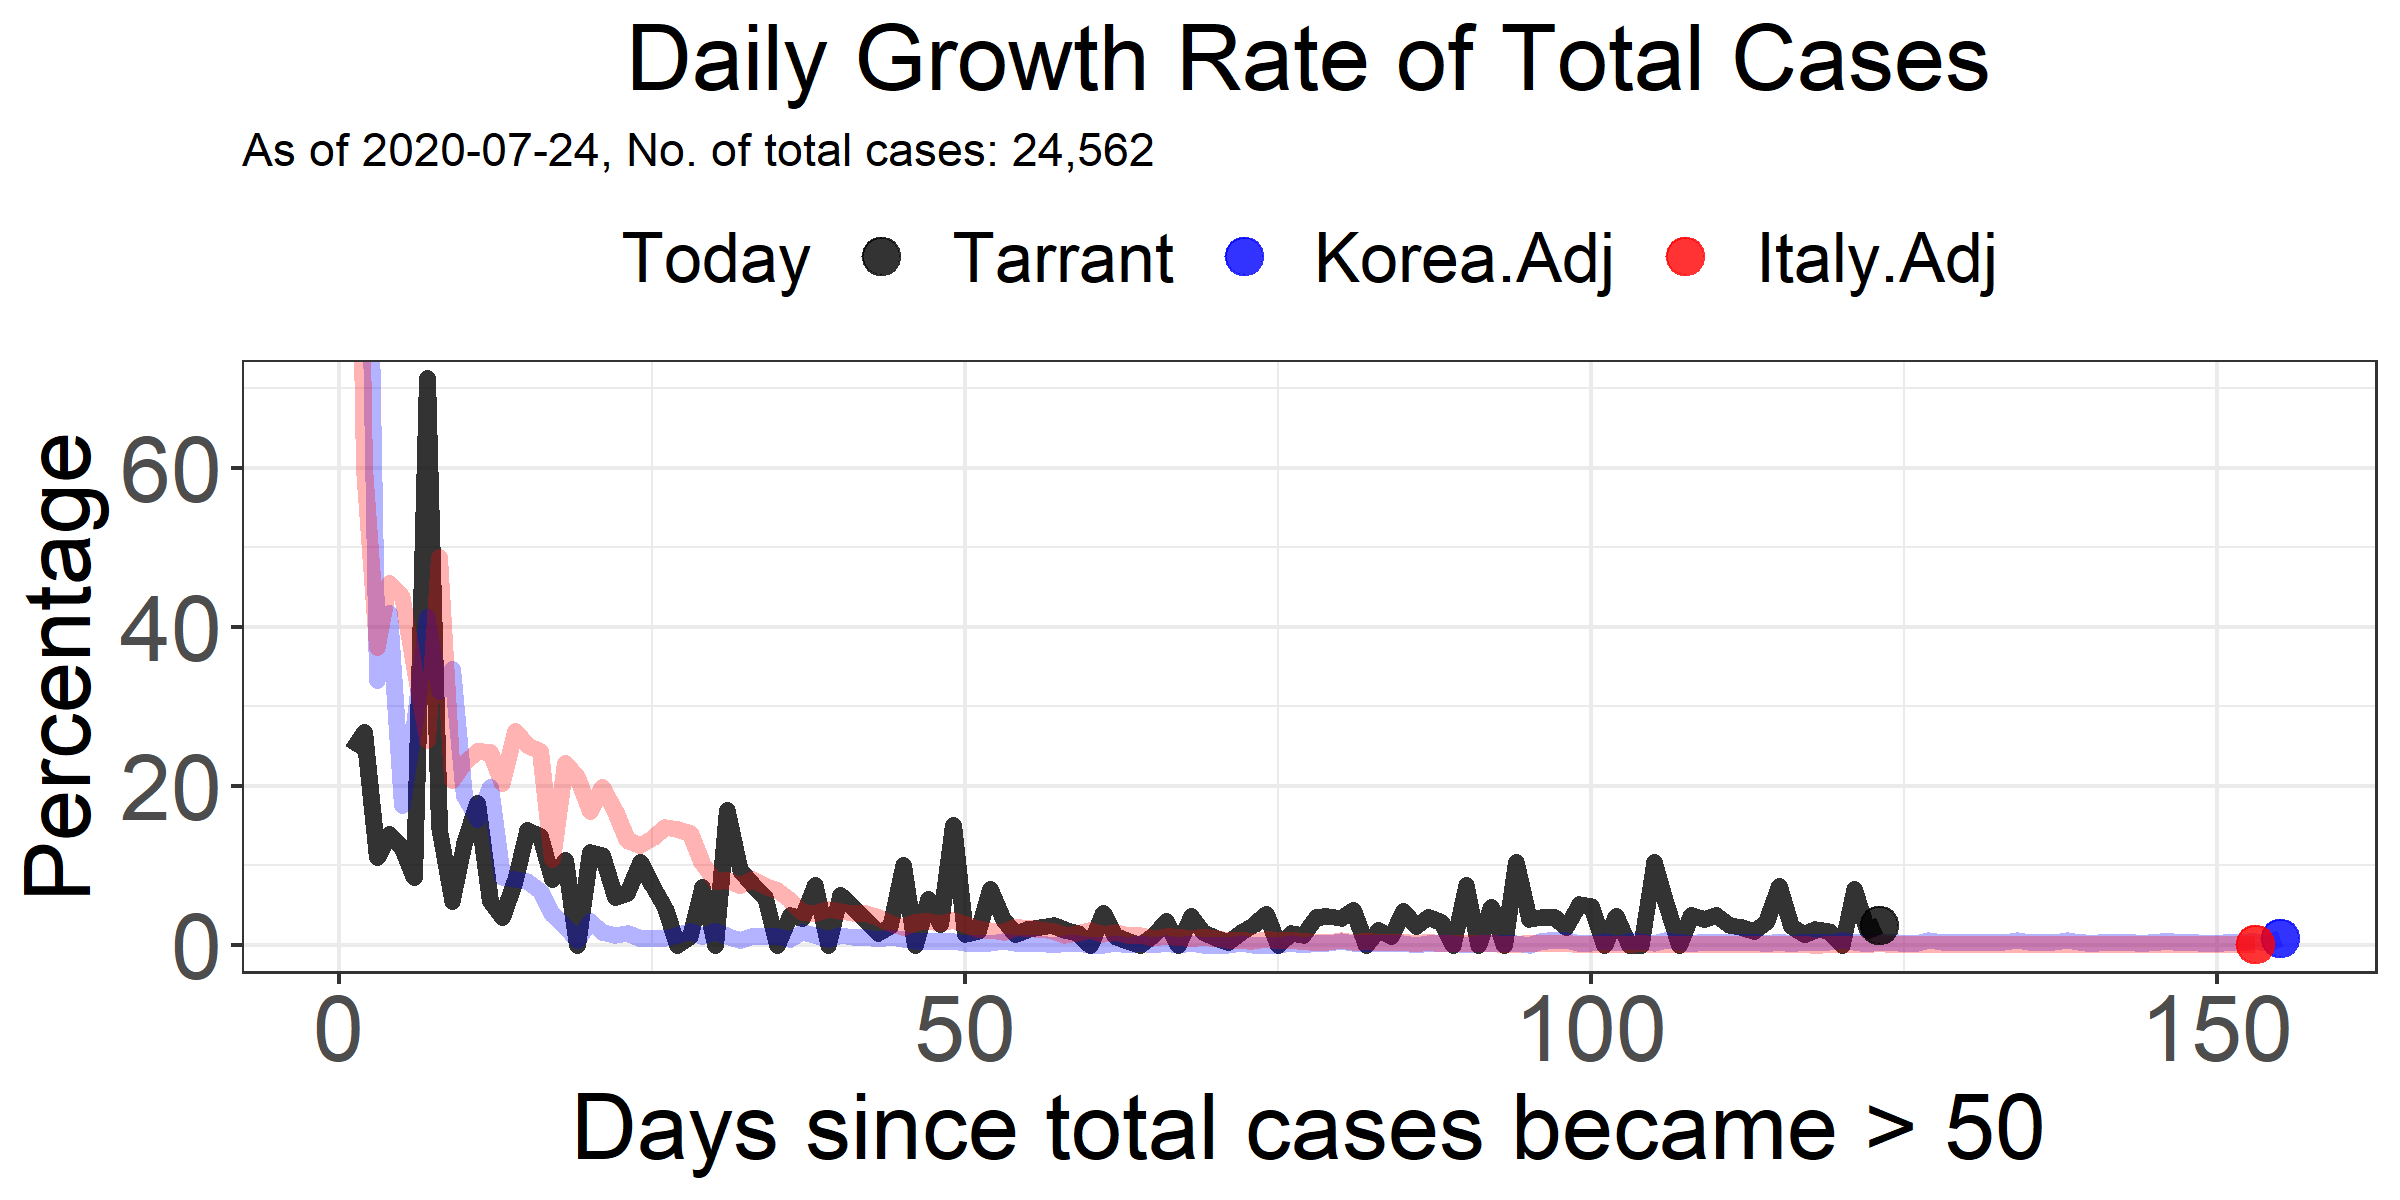 Daily Growth Rate of Total Cases
As of 2020-07-24, No. of total cases: 24,562
Today Tarrant Korea.Adj Italy.Adj
Percentage
60
40
20
0
0 50 100 150
Days since total cases became > 50